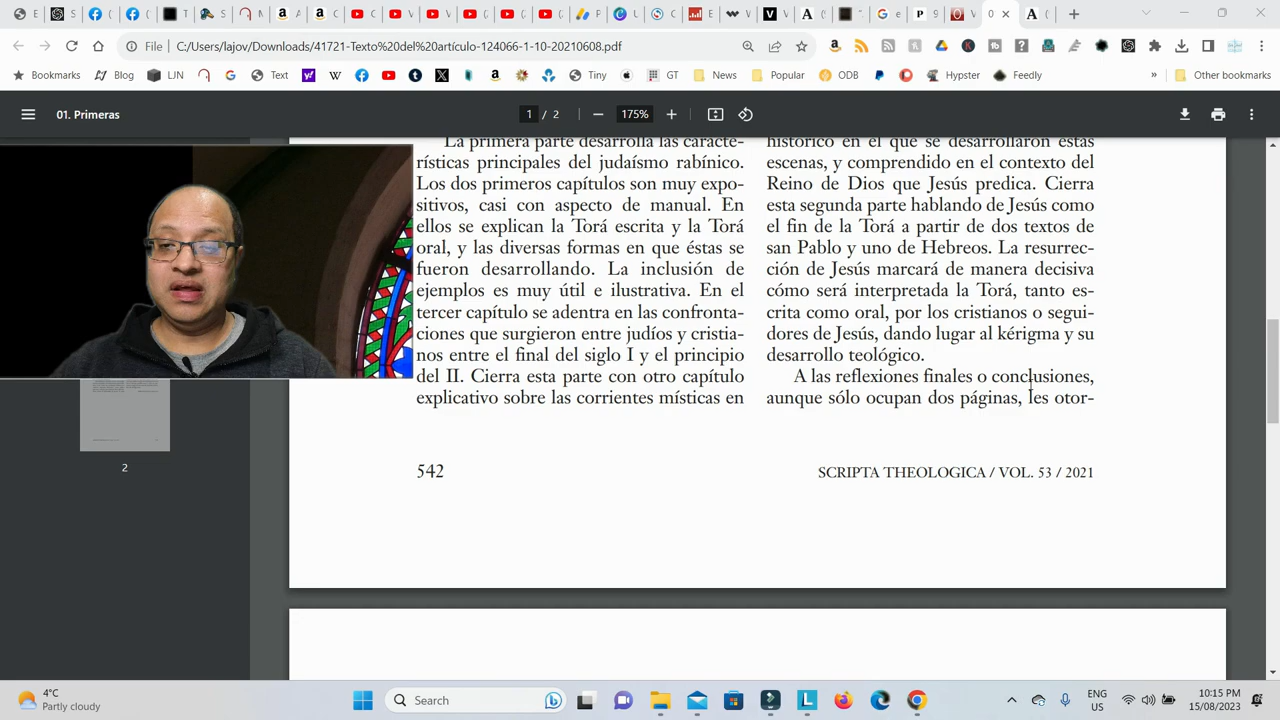 File
C:/Users/lajov/Downloads/41721-Texto%20del%20artículo-124066-1-10-20210608.pdf
Bookmarks
Blog
LJN
Text
Tiny
GT
News
Popular
ODB
Hypster
Feedly
»
Other bookmarks
01. Primeras
1 / 2
175%
2
La primera parte desarrolla las caracte-
rísticas principales del judaísmo rabínico.
Los dos primeros capítulos son muy expo-
sitivos, casi con aspecto de manual. En
ellos se explican la Torá escrita y la Torá
oral, y las diversas formas en que éstas se
fueron desarrollando. La inclusión de
ejemplos es muy útil e ilustrativa. En el
tercer capítulo se adentra en las confronta-
ciones que surgieron entre judíos y cristia-
nos entre el final del siglo I y el principio
del II. Cierra esta parte con otro capítulo
explicativo sobre las corrientes místicas en
histórico en el que se desarrollaron estas
escenas, y comprendido en el contexto del
Reino de Dios que Jesús predica. Cierra
esta segunda parte hablando de Jesús como
el fin de la Torá a partir de dos textos de
san Pablo y uno de Hebreos. La resurrec-
ción de Jesús marcará de manera decisiva
cómo será interpretada la Torá, tanto es-
crita como oral, por los cristianos o segui-
dores de Jesús, dando lugar al kérigma y su
desarrollo teológico.
A las reflexiones finales o conclusiones,
aunque sólo ocupan dos páginas, les otor-
542
SCRIPTA THEOLOGICA / VOL. 53 / 2021
4°C
Partly cloudy
Search
ENG
US
10:15 PM
15/08/2023